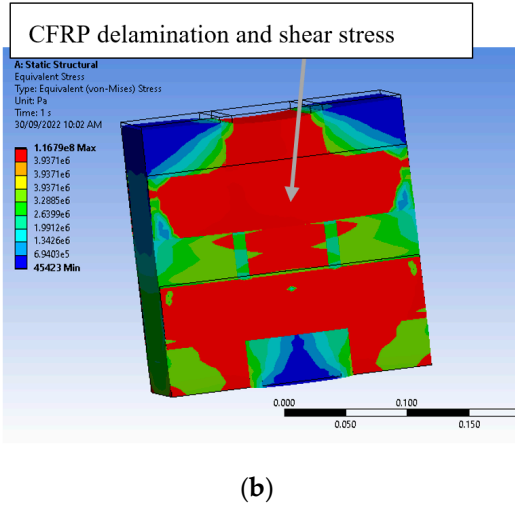 CFRP delamination and shear stress
A: Static Structural
Equivalent Stress
Type: Equivalent (von-Mises) Stress
Unit: Pa
Time: 1 s
30/09/2022 10:02 AM
1.1679e8 Max
3.9371e6
3.9371e6
3.9371e6
3.2885e6
2.6399e6
1.9912e6
1.3426e6
6.9403e5
45423 Min
0.000
0.100
0.050
0.150
(b)